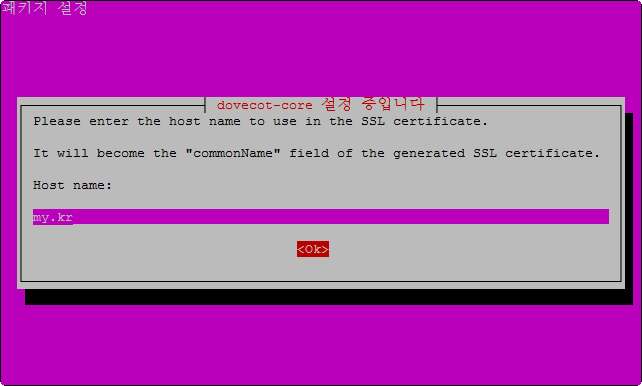 패키지 설정
dovecot-core 설정 중입니다
Please enter the host name to use in the SSL certificate.
It will become the "commonName" field of the generated SSL certificate.
Host name:
my.kr
<Ok>